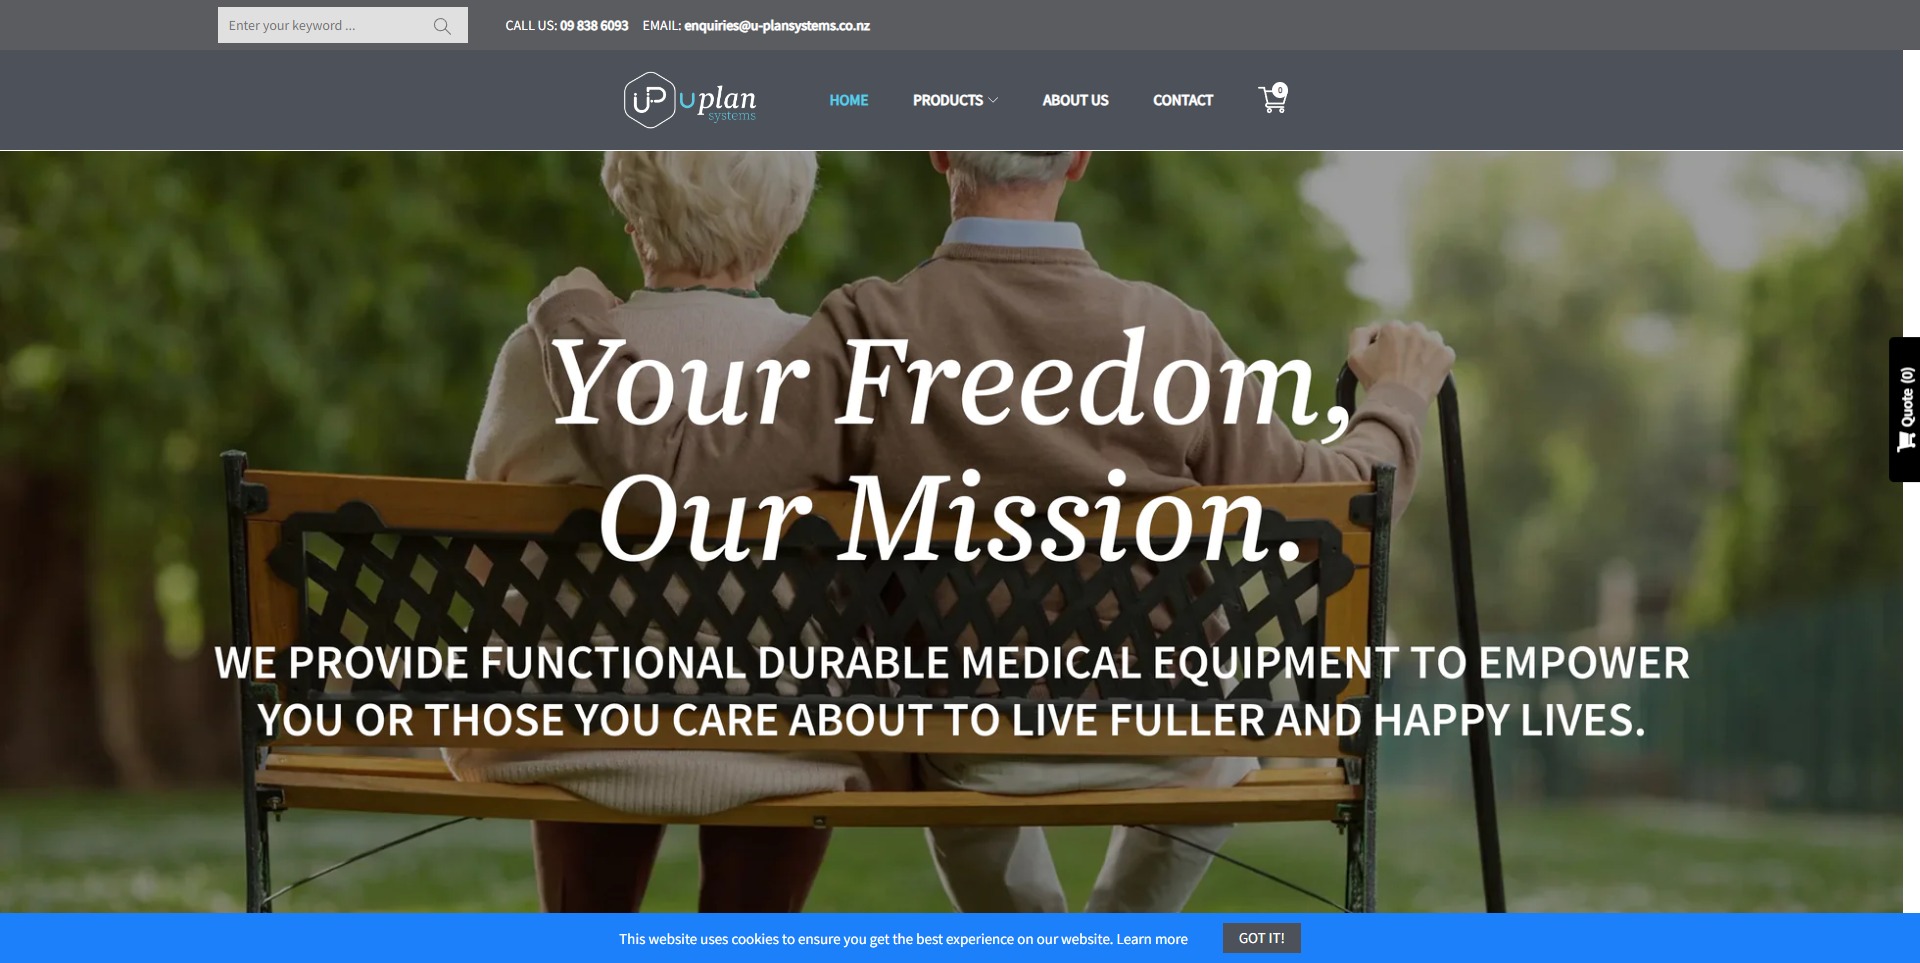 Enter your keyword ...
CALL US: 09 838 6093 EMAIL: enquiries@u-plansystems.co.nz
UP uplan
systems
HOME PRODUCTS ABOUT US CONTACT 0
Your Freedom,
Our Mission.
WE PROVIDE FUNCTIONAL DURABLE MEDICAL EQUIPMENT TO EMPOWER
YOU OR THOSE YOU CARE ABOUT TO LIVE FULLER AND HAPPY LIVES.
Quote (0)
This website uses cookies to ensure you get the best experience on our website. Learn more GOT IT!